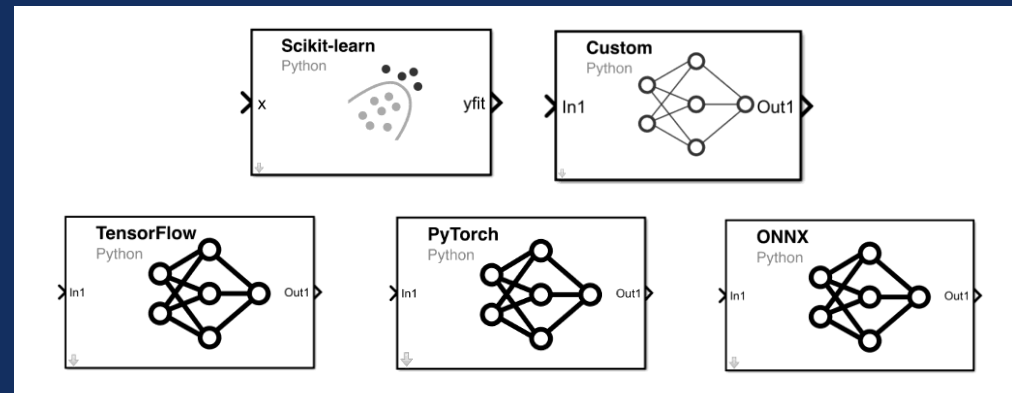 Scikit-learn
Python
x
yfit
Custom
Python
In1
Out1
TensorFlow
Python
In1
Out1
PyTorch
Python
In1
Out1
ONNX
Python
In1
Out1